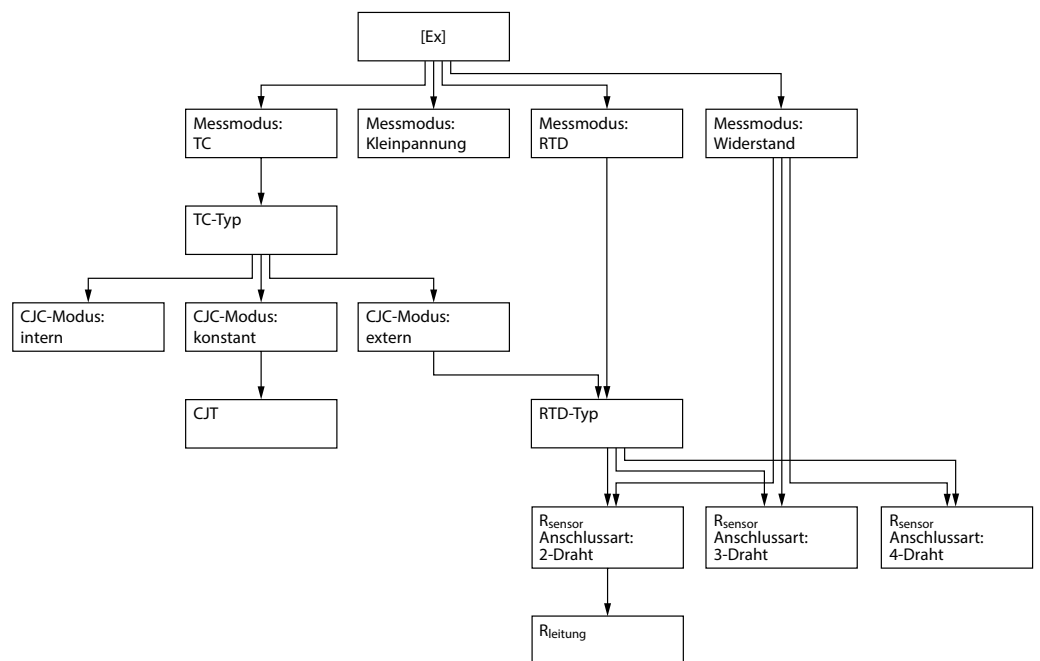 [Ex]
Messmodus:
TC
Messmodus:
Kleinpannung
Messmodus:
RTD
Messmodus:
Widerstand
TC-Typ
CJC-Modus:
intern
CJC-Modus:
konstant
CJC-Modus:
extern
CJT
RTD-Typ
Rsensor
Anschlussart:
2-Draht
Rsensor
Anschlussart:
3-Draht
Rsensor
Anschlussart:
4-Draht
Rleitung